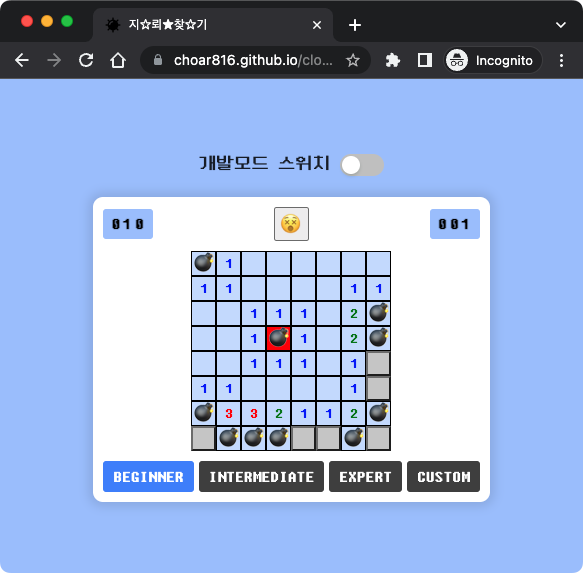 지☆뢰★찾☆기
choar816.github.io/clo...
Incognito
개발모드 스위치
010
001
1
1 1 1 1
1 1 1 2
1 1 2
1 1 1 1
1 1 1
3 3 2 1 1 2
BEGINNER INTERMEDIATE EXPERT CUSTOM